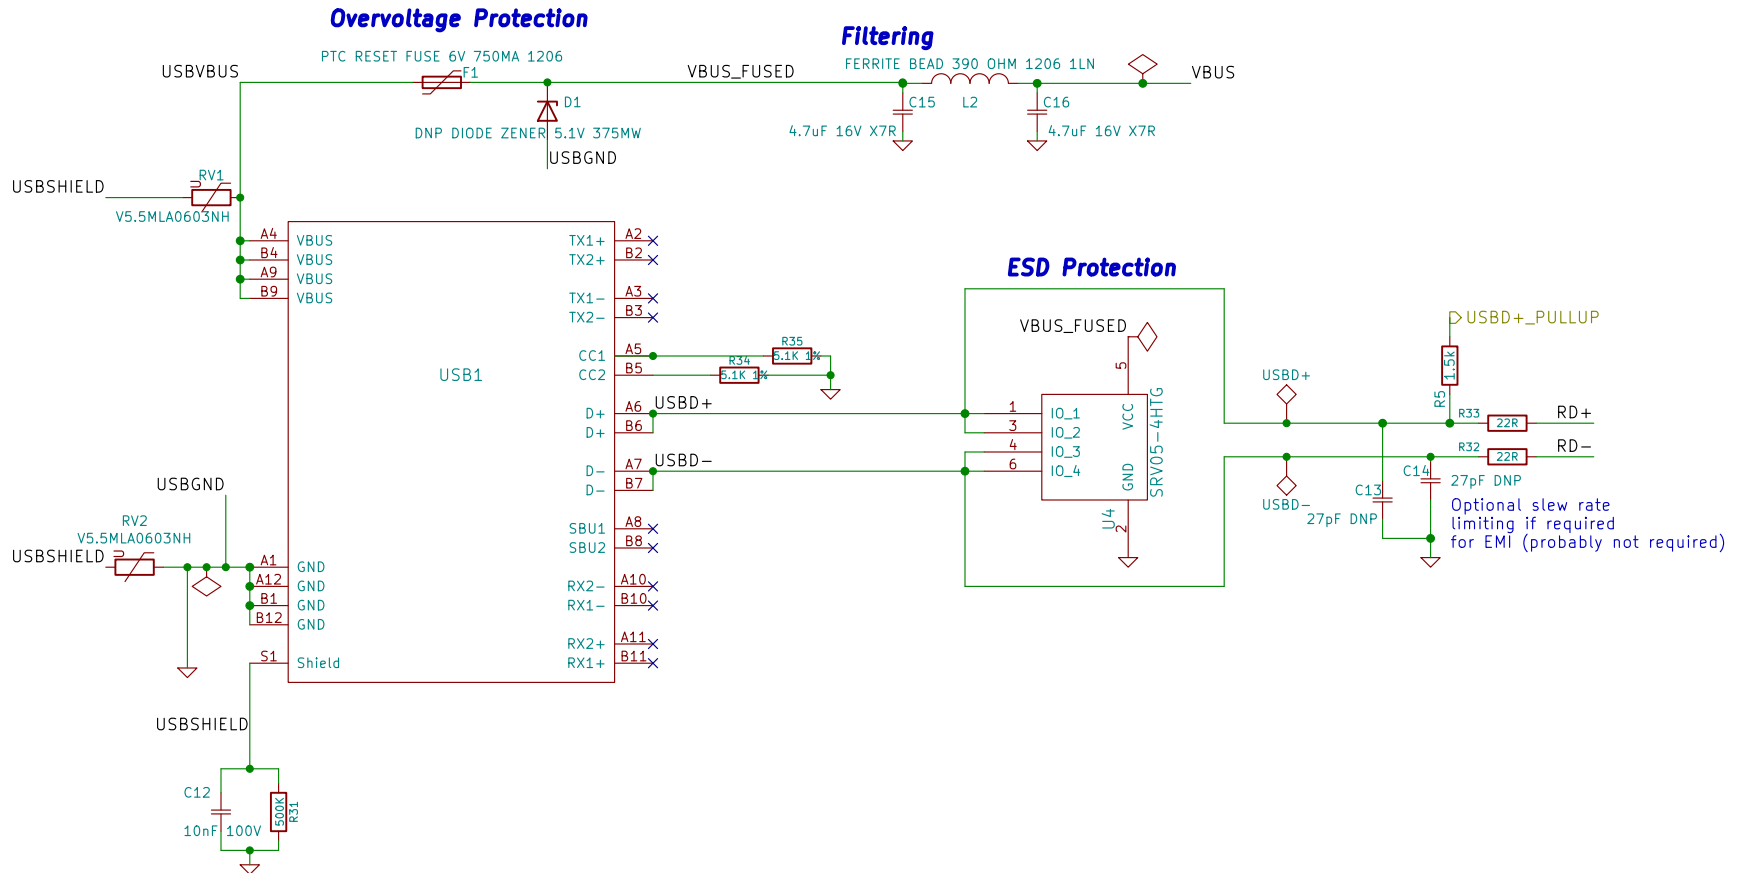 Overvoltage Protection
Filtering
PTC RESET FUSE 6V 750MA 1206
FERRITE BEAD 390 OHM 1206 1LN
USBVBUS
F1
VBUS_FUSED
VBUS
D1
C15
L2
C16
DNP DIODE ZENER 5.1V 375MW
4.7uF 16V X7R
4.7uF 16V X7R
USBGND
RV1
USBSHIELD
V5.5MLA0603NH
A4 VBUS
B4 VBUS
A9 VBUS
B9 VBUS
TX1+ A2
TX2+ B2
TX1- A3
TX2- B3
CC1 A5
CC2 B5
D+ A6
D+ B6
D- A7
D- B7
SBU1 A8
SBU2 B8
RX2- A10
RX1- B10
RX2+ A11
RX1+ B11
USB1
R35
5.1K 1%
R34
5.1K 1%
USBD+
USBD-
ESD Protection
VBUS_FUSED
5
VCC
1 IO_1
3 IO_2
4 IO_3
6 IO_4
GND
2
SRV05-4HTG
U4
USBD+_PULLUP
1.5k
R5
USBD+
R33
22R
RD+
R32
22R
RD-
USBD-
C14
27pF DNP
C13
27pF DNP
Optional slew rate
limiting if required
for EMI (probably not required)
USBGND
RV2
V5.5MLA0603NH
USBSHIELD
A1 GND
A12 GND
B1 GND
B12 GND
S1 Shield
USBSHIELD
C12
10nF 100V
500K
R31